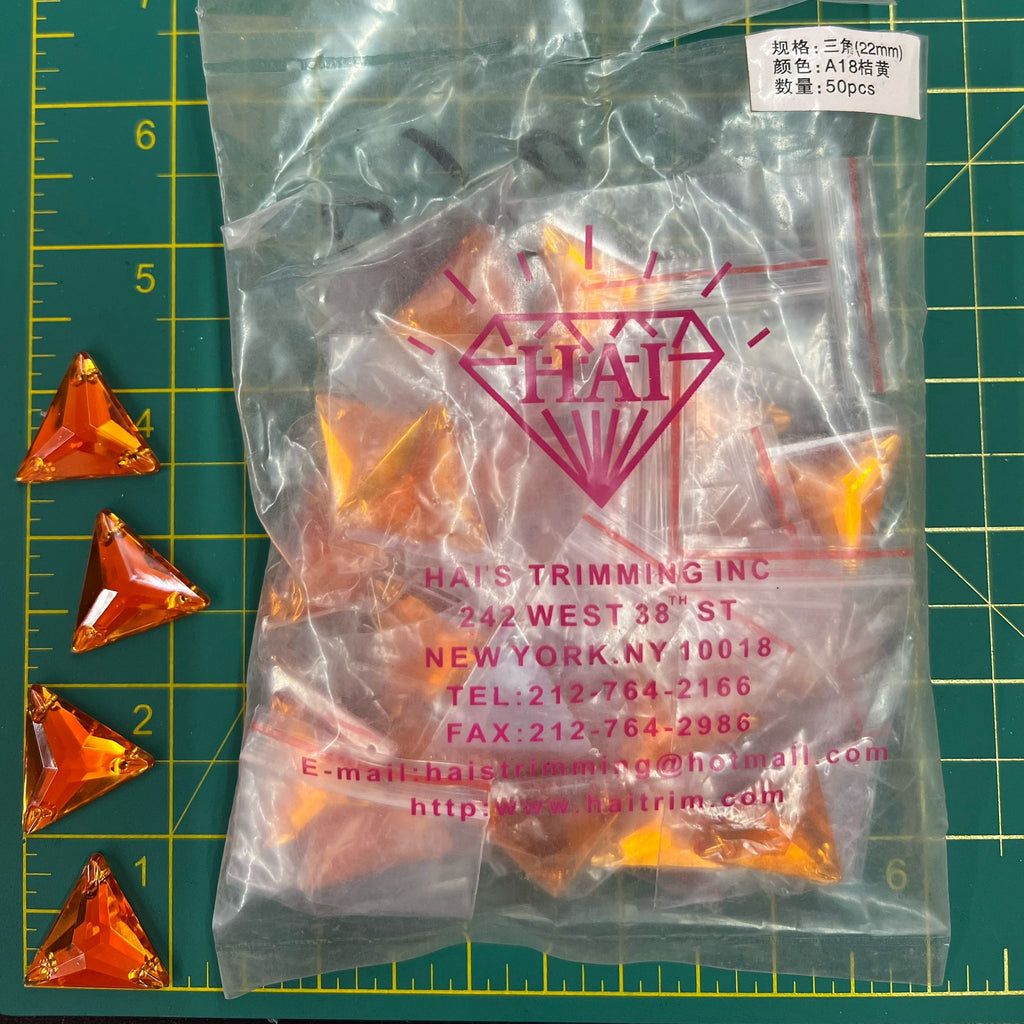 规格:三角(22mm)
颜色:A18桔黄
数量:50pcs
HAI
HAI'S TRIMMING INC
242 WEST 38TH ST
NEW YORK.NY 10018
TEL:212-764-2166
FAX:212-764-2986
E-mail:haistrimming@hotmail.com
http:www.haitrim.com
7
6
5
4
2
1
6